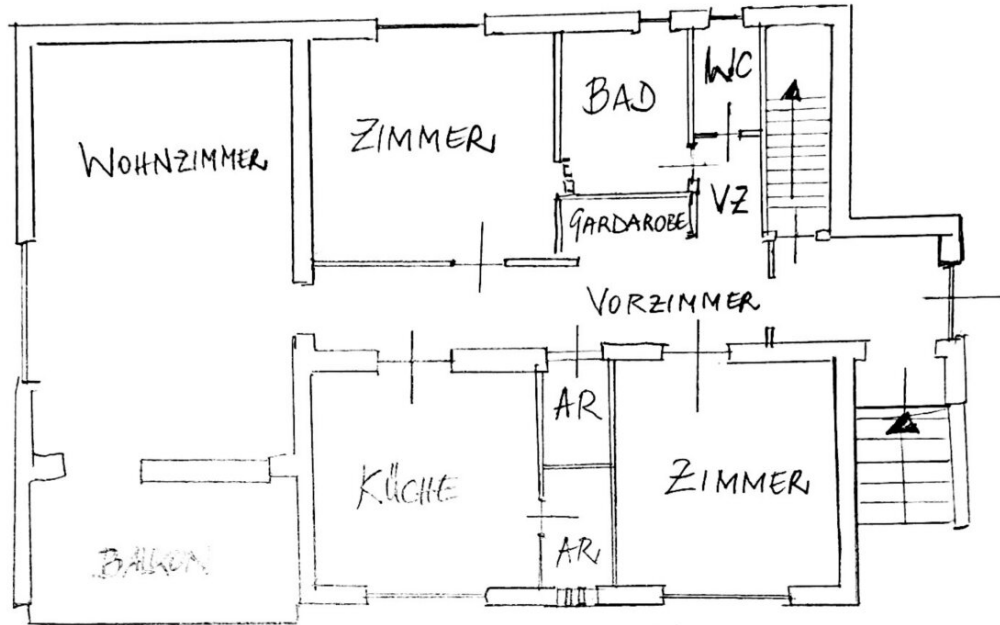 WC
BAD
ZIMMER
WOHNZIMMER
VZ
GARDAROBE
VORZIMMER
AR
ZIMMER
KÜCHE
AR
BALKON